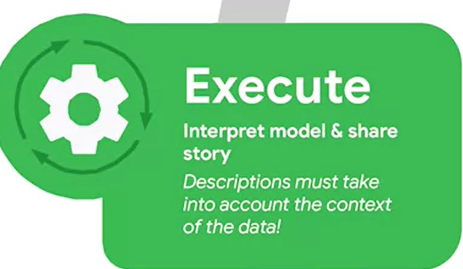 Execute
Interpret model & share
story
Descriptions must take
into account the context
of the data!